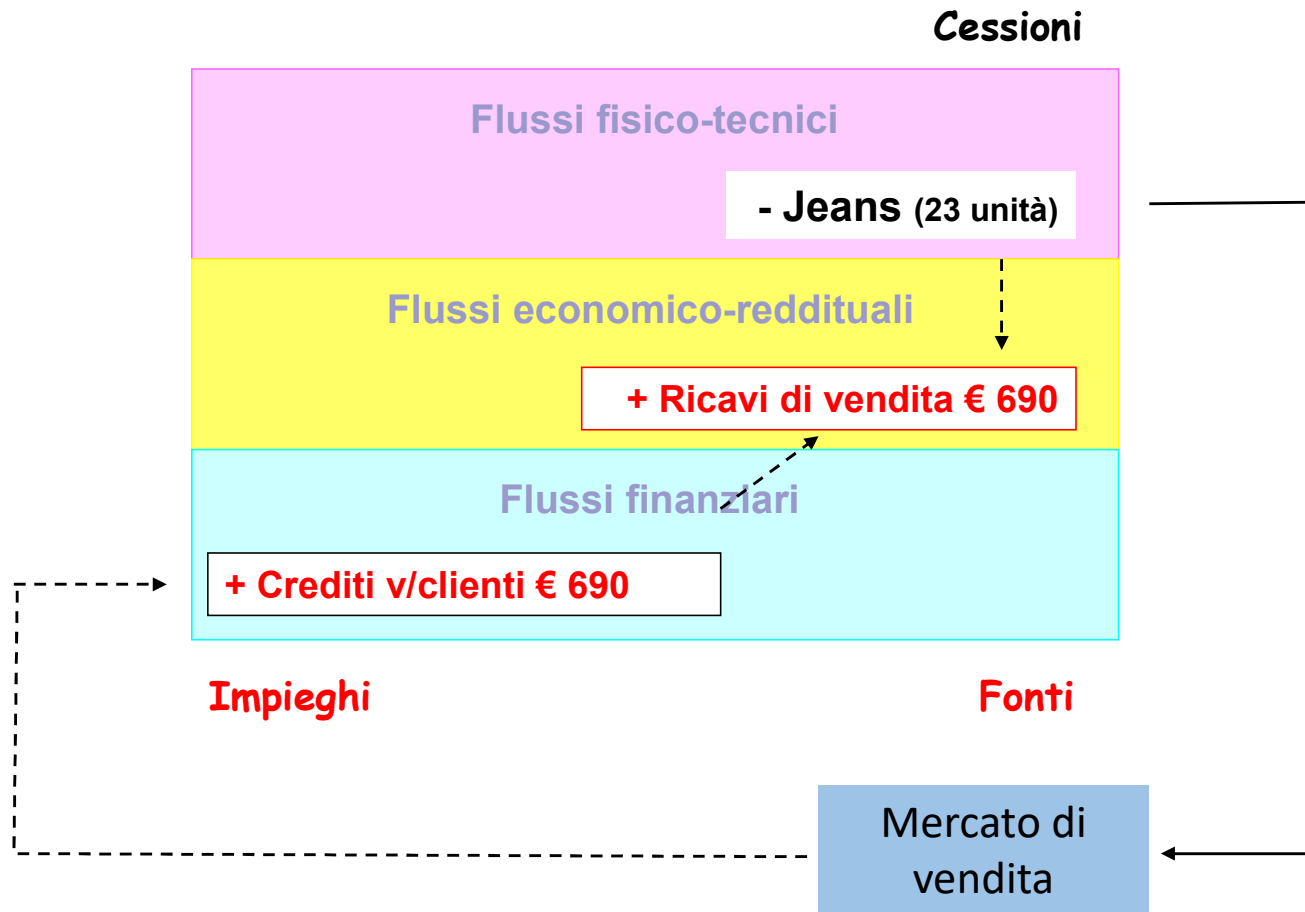 Cessioni
Flussi fisico-tecnici
- Jeans (23 unità)
Flussi economico-reddituali
+ Ricavi di vendita € 690
Flussi finanziari
+ Crediti v/clienti € 690
Impieghi
Fonti
Mercato di
vendita